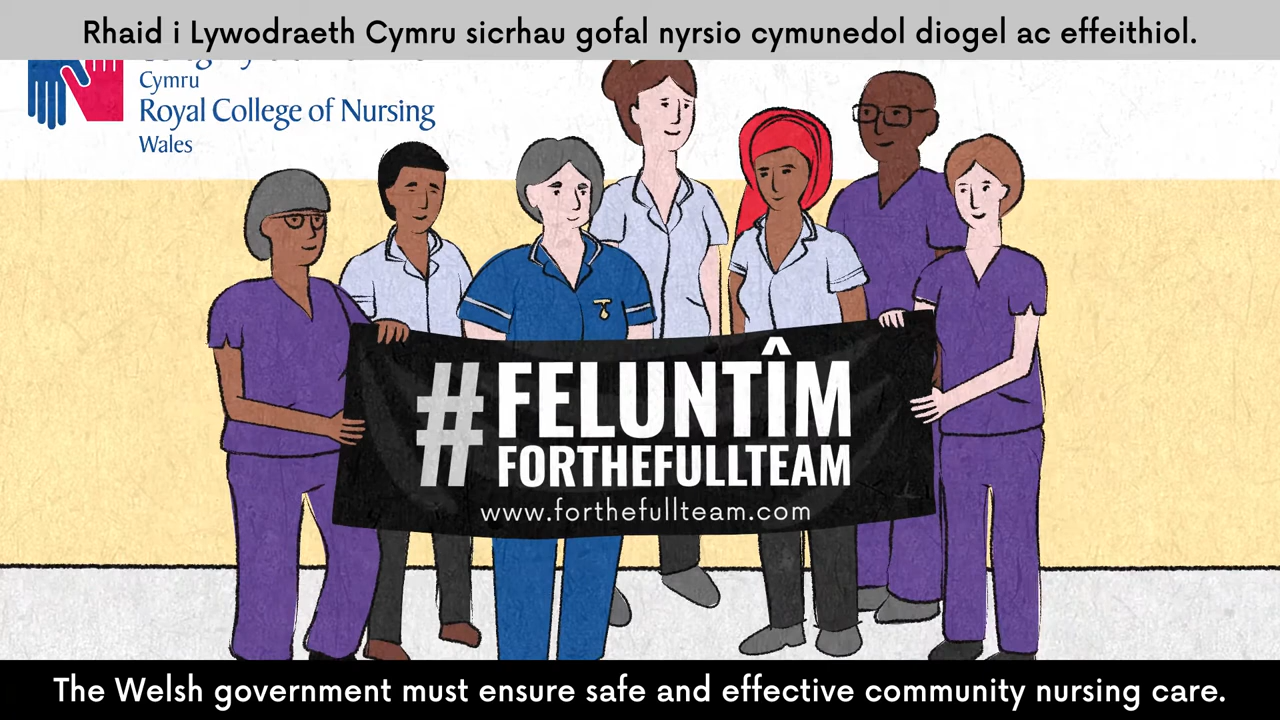 Rhaid i Lywodraeth Cymru sicrhau gofal nyrsio cymunedol diogel ac effeithiol.
Cymru
Royal College of Nursing
Wales
#FELUNTÎM
FORTHEFULLTEAM
www.forthefullteam.com
The Welsh government must ensure safe and effective community nursing care.